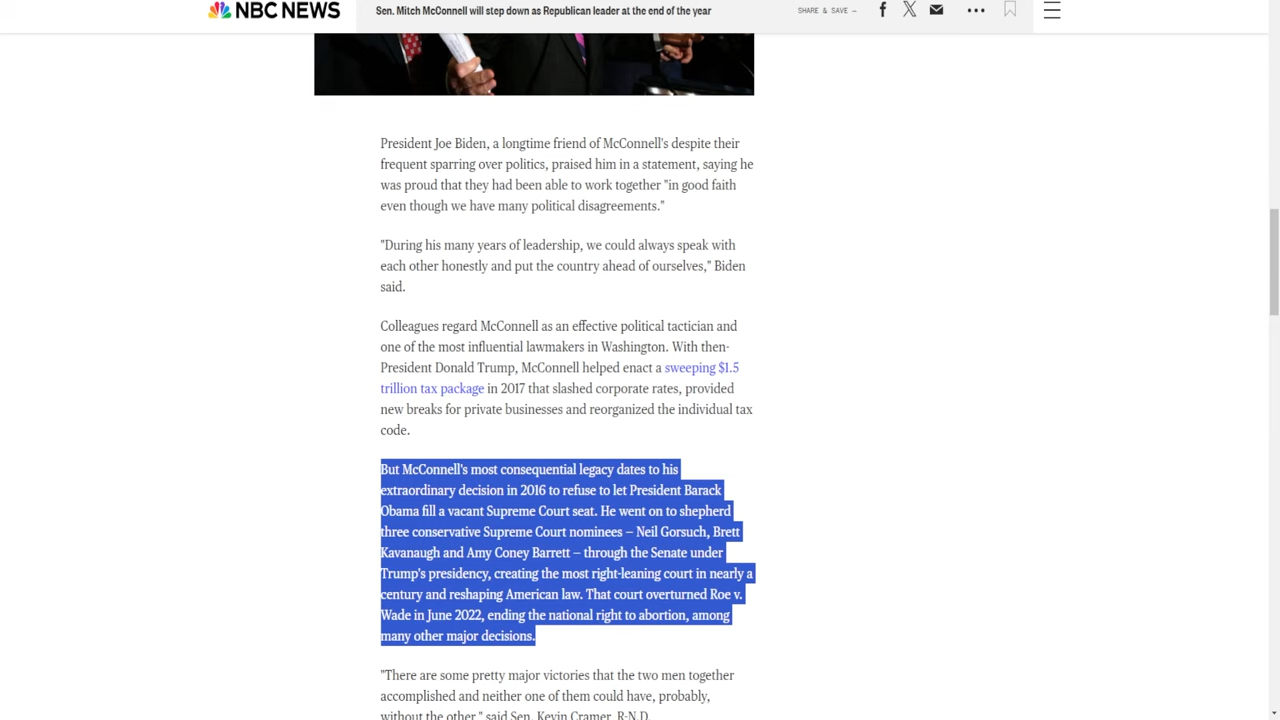 NBC NEWS
Sen. Mitch McConnell will step down as Republican leader at the end of the year
SHARE & SAVE —
President Joe Biden, a longtime friend of McConnell's despite their
frequent sparring over politics, praised him in a statement, saying he
was proud that they had been able to work together "in good faith
even though we have many political disagreements."
"During his many years of leadership, we could always speak with
each other honestly and put the country ahead of ourselves," Biden
said.
Colleagues regard McConnell as an effective political tactician and
one of the most influential lawmakers in Washington. With then-
President Donald Trump, McConnell helped enact a sweeping $1.5
trillion tax package in 2017 that slashed corporate rates, provided
new breaks for private businesses and reorganized the individual tax
code.
But McConnell's most consequential legacy dates to his
extraordinary decision in 2016 to refuse to let President Barack
Obama fill a vacant Supreme Court seat. He went on to shepherd
three conservative Supreme Court nominees — Neil Gorsuch, Brett
Kavanaugh and Amy Coney Barrett — through the Senate under
Trump's presidency, creating the most right-leaning court in nearly a
century and reshaping American law. That court overturned Roe v.
Wade in June 2022, ending the national right to abortion, among
many other major decisions.
"There are some pretty major victories that the two men together
accomplished and neither one of them could have, probably,
without the other," said Sen. Kevin Cramer, R-N.D.